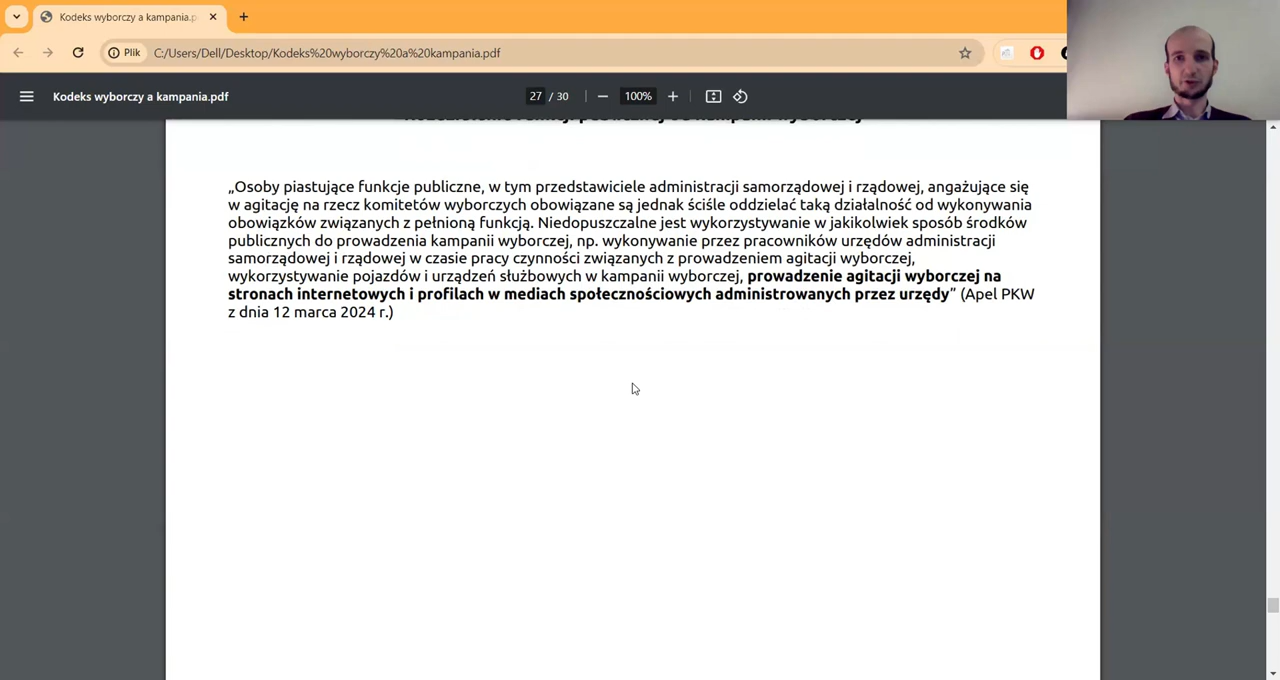 Kodeks wyborczy a kampania.p
Plik
C:/Users/Dell/Desktop/Kodeks%20wyborczy%20a%20kampania.pdf
Kodeks wyborczy a kampania.pdf
27 / 30
100%
„Osoby piastujące funkcje publiczne, w tym przedstawiciele administracji samorządowej i rządowej, angażujące się
w agitację na rzecz komitetów wyborczych obowiązane są jednak ściśle oddzielać taką działalność od wykonywania
obowiązków związanych z pełnioną funkcją. Niedopuszczalne jest wykorzystywanie w jakikolwiek sposób środków
publicznych do prowadzenia kampanii wyborczej, np. wykonywanie przez pracowników urzędów administracji
samorządowej i rządowej w czasie pracy czynności związanych z prowadzeniem agitacji wyborczej,
wykorzystywanie pojazdów i urządzeń służbowych w kampanii wyborczej, prowadzenie agitacji wyborczej na
stronach internetowych i profilach w mediach społecznościowych administrowanych przez urzędy” (Apel PKW
z dnia 12 marca 2024 r.)